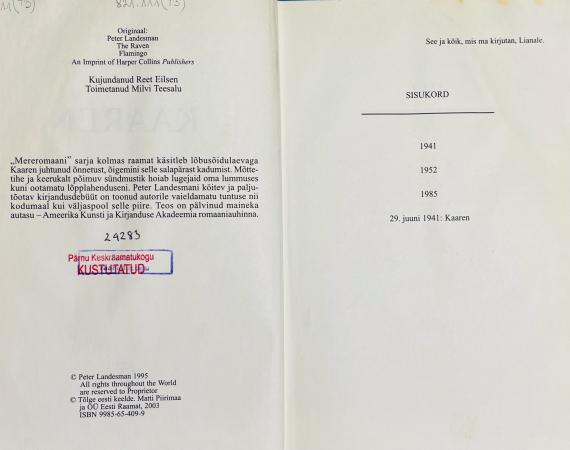 821.111(73)
Originaal:
Peter Landesman
The Raven
Flamingo
An Imprint of Harper Collins Publishers
Kujundanud Reet Eilsen
Toimetanud Milvi Teesalu
„Mereromaani" sarja kolmas raamat käsitleb lõbusõidulaevaga
Kaaren juhtunud õnnetust, õigemini selle salapärast kadumist. Mõtte-
tihe ja keerukalt põimuv sündmustik hoiab lugejaid oma lummuses
kuni ootamatu lõpplahenduseni. Peter Landesmani köitev ja palju-
tõotav kirjandusdebüüt on toonud autorile vaieldamatu tuntuse nii
kodumaal kui väljaspool selle piire. Teos on pälvinud maineka
autasu – Ameerika Kunsti ja Kirjanduse Akadeemia romaaniauhinna.
24283
Pärnu Keskraamatukogu
KUSTUTATUD
© Peter Landesman 1995
All rights throughout the World
are reserved to Proprietor
© Tõlge eesti keelde. Matti Piirimaa
ja OÜ Eesti Raamat, 2003
ISBN 9985-65-409-9
See ja kõik, mis ma kirjutan, Lianale.
SISUKORD
1941
1952
1985
29. juuni 1941: Kaaren